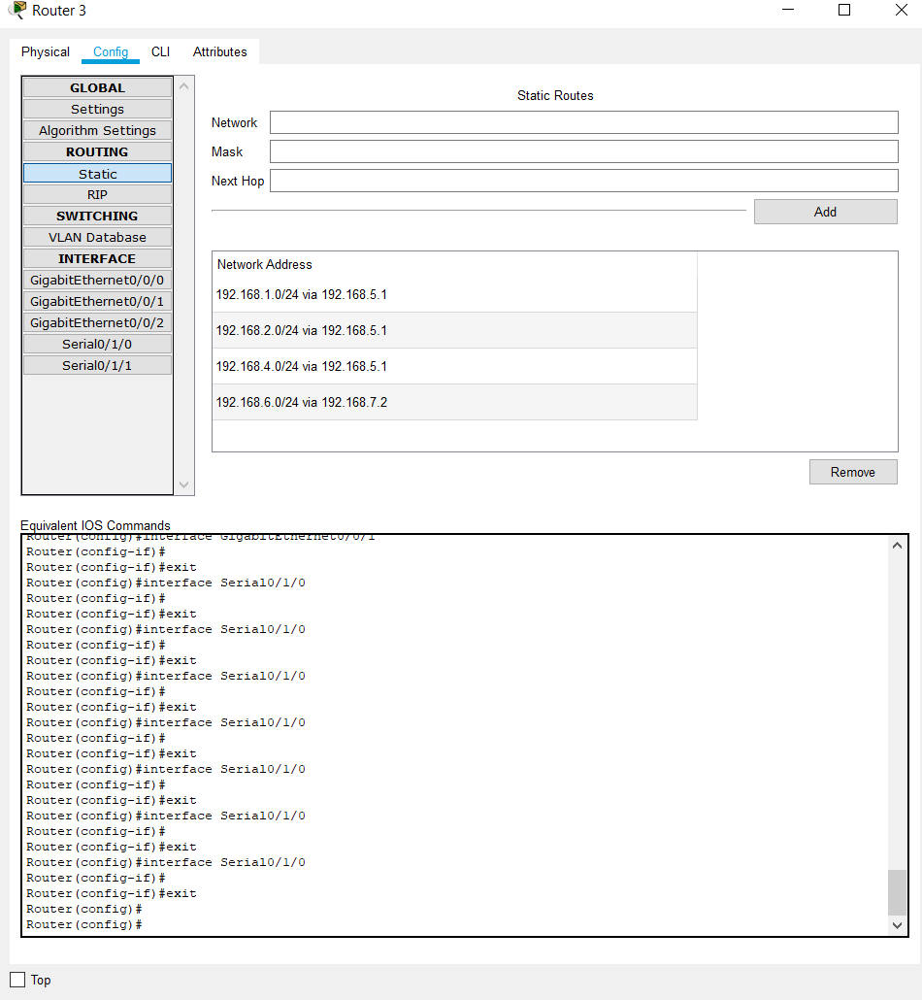 Router 3
Physical Config CLI Attributes
GLOBAL
Settings
Algorithm Settings
ROUTING
Static
RIP
SWITCHING
VLAN Database
INTERFACE
GigabitEthernet0/0/0
GigabitEthernet0/0/1
GigabitEthernet0/0/2
Serial0/1/0
Serial0/1/1
Static Routes
Network
Mask
Next Hop
Add
Network Address
192.168.1.0/24 via 192.168.5.1
192.168.2.0/24 via 192.168.5.1
192.168.4.0/24 via 192.168.5.1
192.168.6.0/24 via 192.168.7.2
Remove
Equivalent IOS Commands
Router(config)#interface GigabitEthernet0/0/1
Router(config-if)#
Router(config-if)#exit
Router(config)#interface Serial0/1/0
Router(config-if)#
Router(config-if)#exit
Router(config)#interface Serial0/1/0
Router(config-if)#
Router(config-if)#exit
Router(config)#interface Serial0/1/0
Router(config-if)#
Router(config-if)#exit
Router(config)#interface Serial0/1/0
Router(config-if)#
Router(config-if)#exit
Router(config)#interface Serial0/1/0
Router(config-if)#
Router(config-if)#exit
Router(config)#interface Serial0/1/0
Router(config-if)#
Router(config-if)#exit
Router(config)#interface Serial0/1/0
Router(config-if)#
Router(config-if)#exit
Router(config)#
Router(config)#
Top